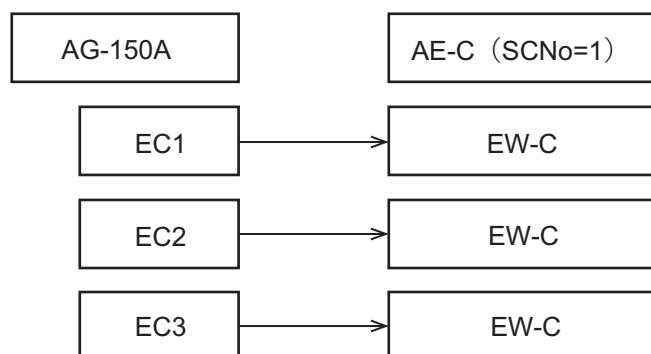 AG-150A
AE-C（SCNo=1）
EC1
EW-C
EC2
EW-C
EC3
EW-C